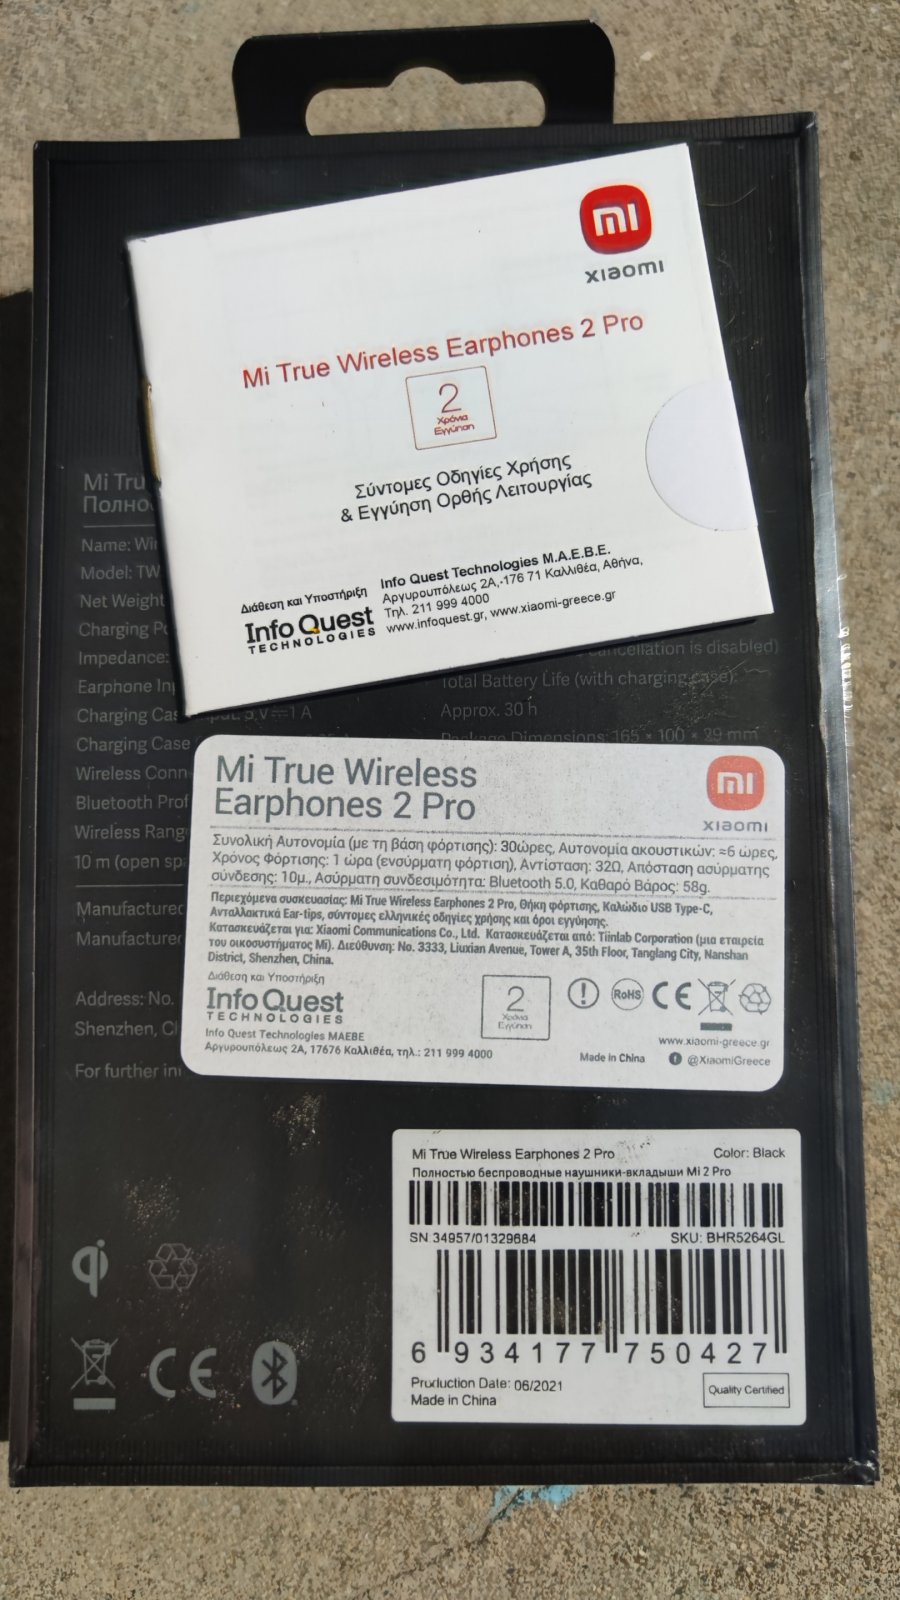 mi
xiaomi
Mi True Wireless Earphones 2 Pro
2
Χρόνια
Εγγύηση
Σύντομες Οδηγίες Χρήσης
& Εγγύηση Ορθής Λειτουργίας
Διάθεση και Υποστήριξη
Info Quest
TECHNOLOGIES
Info Quest Technologies Μ.Α.Ε.Β.Ε.
Αργυρουπόλεως 2Α,-176 71 Καλλιθέα, Αθήνα,
Τηλ. 211 999 4000
www.infoquest.gr, www.xiaomi-greece.gr
Mi Tru
Полно
Name: Wi
Model: TW
Net Weight
Charging Po
Impedance:
Earphone In
Charging Cas
V⎓1 A
Charging Case
Wireless Conn
Bluetooth Prof
Wireless Rang
10 m (open sp
Manufactured
Manufactured
Address: No.
Shenzhen, C
For further in
cancellation is disabled)
Total Battery Life (with charging case):
Approx. 30 h
Package Dimensions: 165 × 100 × 29 mm
Mi True Wireless
Earphones 2 Pro
mi
xiaomi
Συνολική Αυτονομία (με τη βάση φόρτισης): 30ώρες, Αυτονομία ακουστικών: ≈6 ώρες,
Χρόνος Φόρτισης: 1 ώρα (ενσύρματη φόρτιση), Αντίσταση: 32Ω, Απόσταση ασύρματης
σύνδεσης: 10μ., Ασύρματη συνδεσιμότητα: Bluetooth 5.0, Καθαρό Βάρος: 58g.
Περιεχόμενα συσκευασίας: Mi True Wireless Earphones 2 Pro, Θήκη φόρτισης, Καλώδιο USB Type-C,
Ανταλλακτικά Ear-tips, σύντομες ελληνικές οδηγίες χρήσης και όροι εγγύησης.
Κατασκευάζεται για: Xiaomi Communications Co., Ltd. Κατασκευάζεται από: Tiinlab Corporation (μια εταιρεία
του οικοσυστήματος Mi). Διεύθυνση: No. 3333, Liuxian Avenue, Tower A, 35th Floor, Tanglang City, Nanshan
District, Shenzhen, China.
Διάθεση και Υποστήριξη
Info Quest
TECHNOLOGIES
Info Quest Technologies MAEBE
Αργυρουπόλεως 2Α, 17676 Καλλιθέα, τηλ.: 211 999 4000
2
Χρόνια
Εγγύηση
RoHS
CE
www.xiaomi-greece.gr
Made in China
@XiaomiGreece
Mi True Wireless Earphones 2 Pro
Color: Black
Полностью беспроводные наушники-вкладыши Mi 2 Pro
SN:34957/01329684
SKU: BHR5264GL
6 934177 750427
Production Date: 06/2021
Made in China
Quality Certified
qi
CE